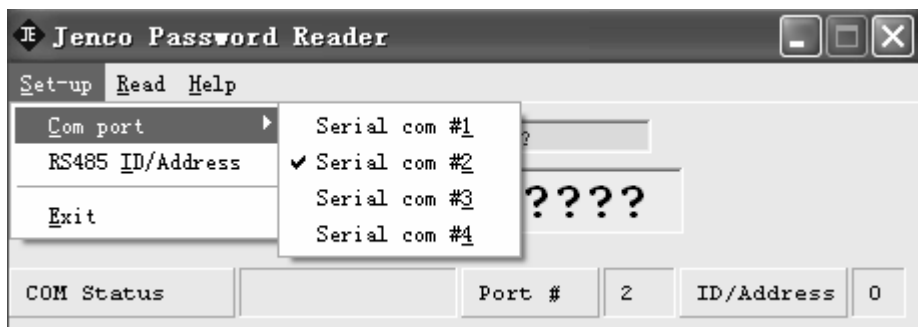 JE Jenco Password Reader
Set-up Read Help
Com port
RS485 ID/Address
Exit
Serial com #1
✔ Serial com #2
Serial com #3
Serial com #4
?
????
COM Status Port # 2 ID/Address 0